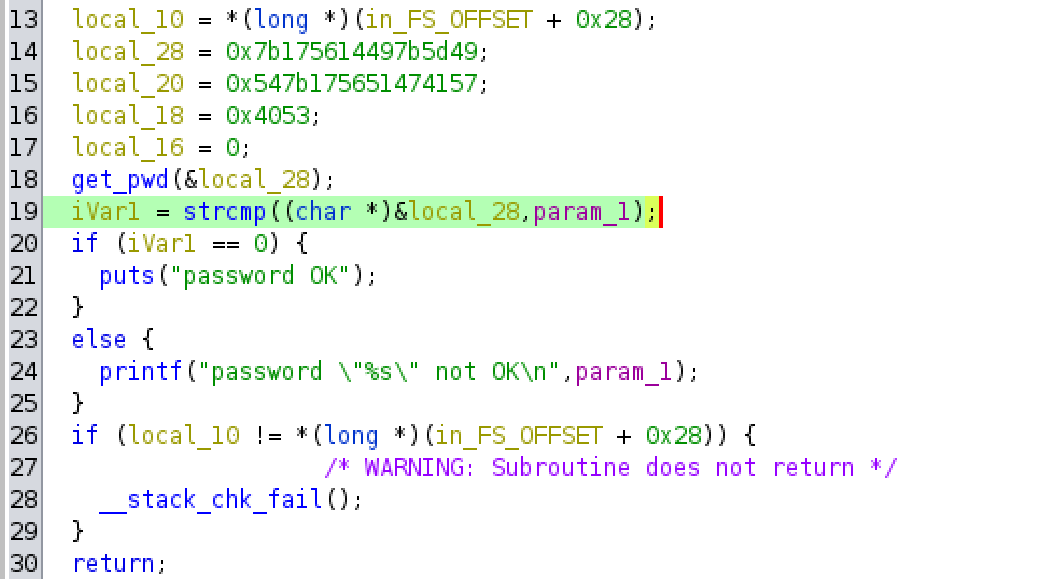 13 local_10 = *(long *)(in_FS_OFFSET + 0x28);
14 local_28 = 0x7b175614497b5d49;
15 local_20 = 0x547b175651474157;
16 local_18 = 0x4053;
17 local_16 = 0;
18 get_pwd(&local_28);
19 iVar1 = strcmp((char *)&local_28,param_1);
20 if (iVar1 == 0) {
21 puts("password OK");
22 }
23 else {
24 printf("password \"%s\" not OK\n",param_1);
25 }
26 if (local_10 != *(long *)(in_FS_OFFSET + 0x28)) {
27 /* WARNING: Subroutine does not return */
28 __stack_chk_fail();
29 }
30 return;